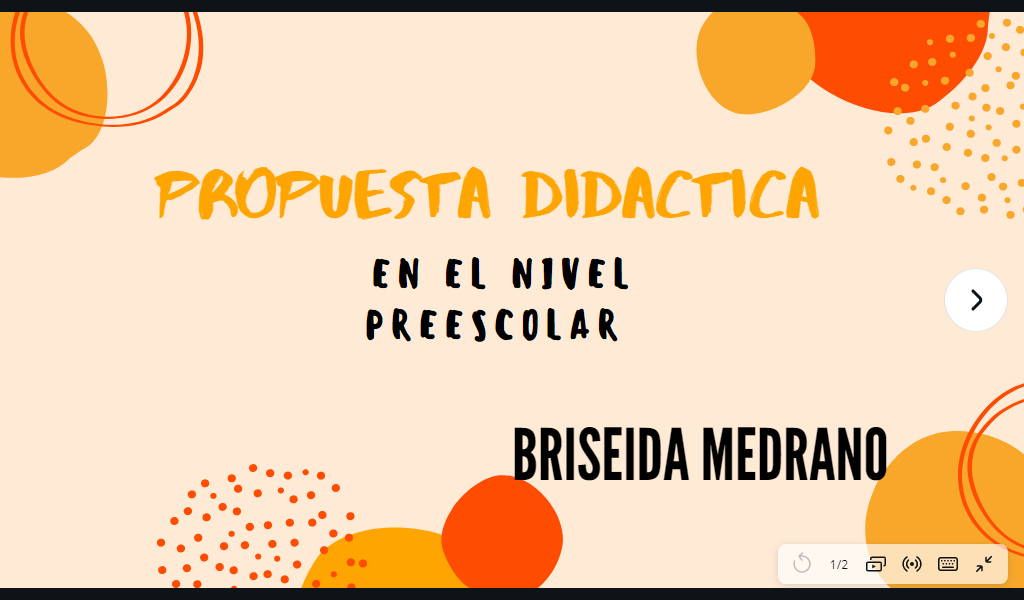 PROPUESTA DIDACTICA
EN EL NIVEL
PREESCOLAR
BRISEIDA MEDRANO
1/2